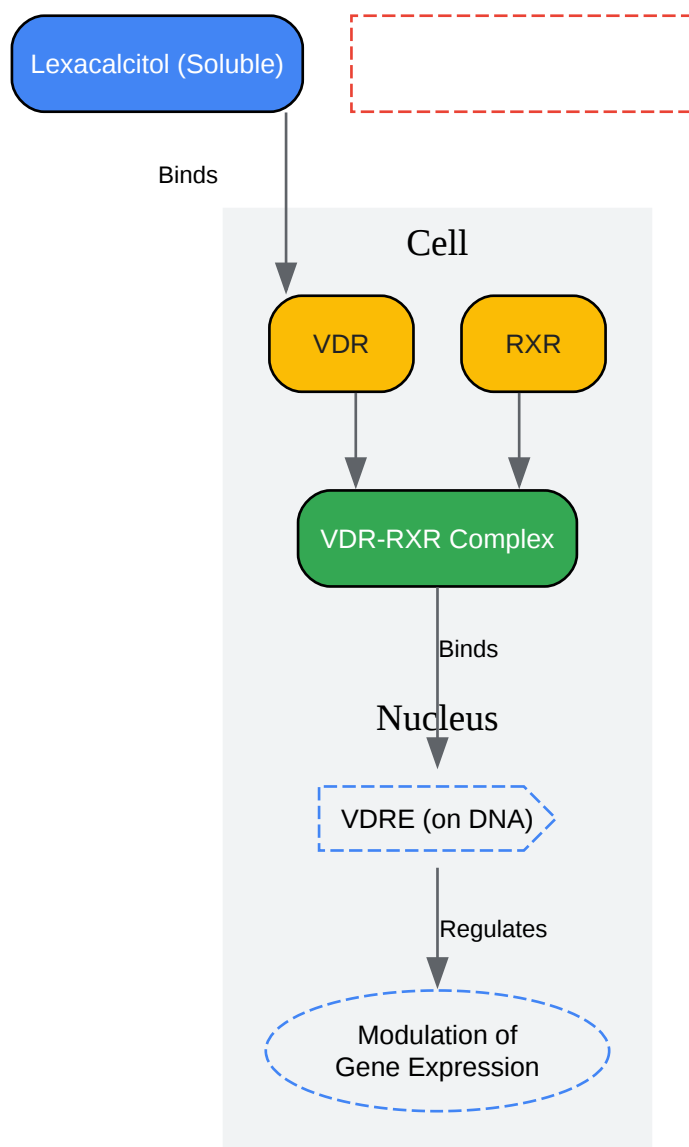 Lexacalcitol (Soluble)
Binds
Cell
VDR
RXR
VDR-RXR Complex
Binds
Nucleus
VDRE (on DNA)
Regulates
Modulation of
Gene Expression